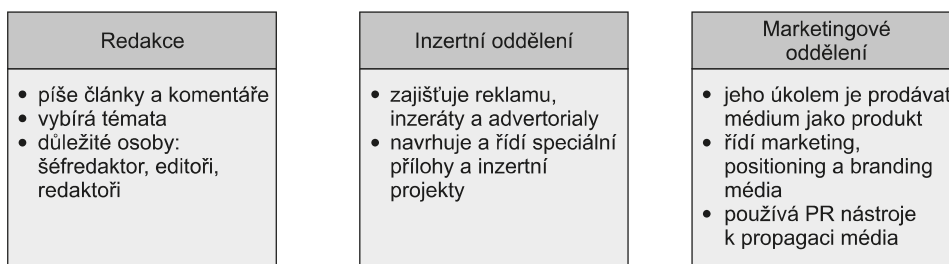 Redakce
• píše články a komentáře
• vybírá témata
• důležité osoby:
šéfredaktor, editoři,
redaktoři
Inzertní oddělení
• zajišťuje reklamu,
inzeráty a advertorialy
• navrhuje a řídí speciální
přílohy a inzertní
projekty
Marketingové
oddělení
• jeho úkolem je prodávat
médium jako produkt
• řídí marketing,
positioning a branding
média
• používá PR nástroje
k propagaci média